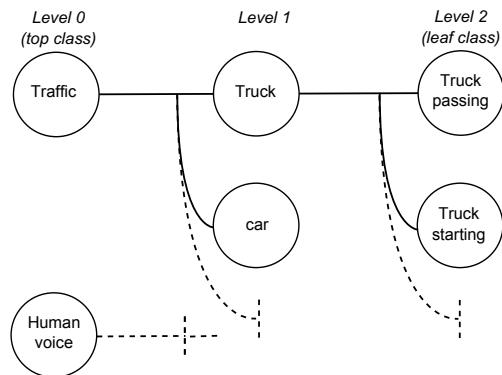 Level 0
(top class)
Level 1
Level 2
(leaf class)
Traffic
Truck
Truck
passing
car
Truck
starting
Human
voice